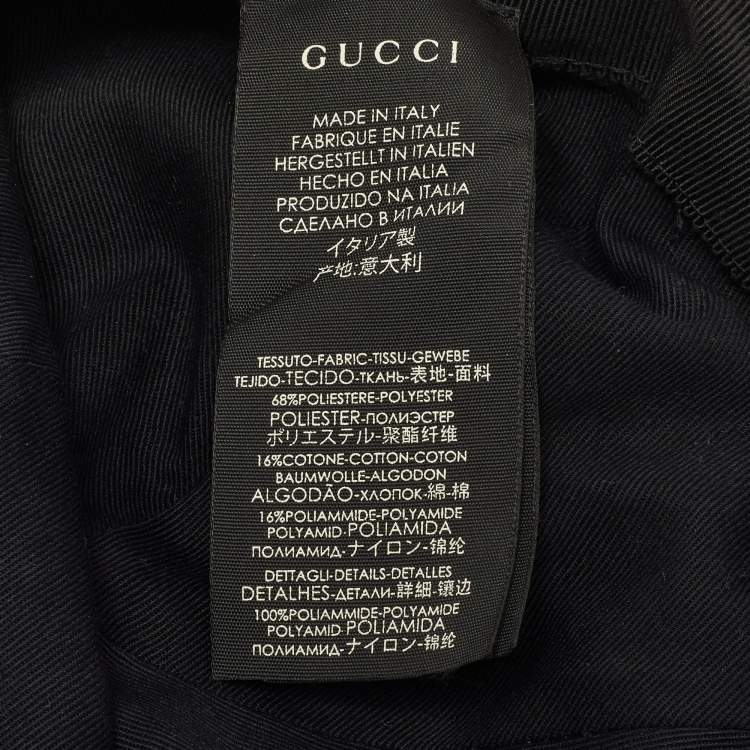 GUCCI
MADE IN ITALY
FABRIQUE EN ITALIE
HERGESTELLT IN ITALIEN
HECHO EN ITALIA
PRODUZIDO NA ITALIA
СДЕЛАНО В ИТАЛИИ
イタリア製
产地:意大利
TESSUTO-FABRIC-TISSU-GEWEBE
TEJIDO-TECIDO-ТКАНЬ-表地-面料
68%POLIESTERE-POLYESTER
POLIESTER-ПОЛИЭСТЕР
ポリエステル-聚酯纤维
16%COTONE-COTTON-COTON
BAUMWOLLE-ALGODON
ALGODÃO-ХЛОПОК-綿-棉
16%POLIAMMIDE-POLYAMIDE
POLYAMID-POLIAMIDA
ПОЛИАМИД-ナイロン-锦纶
DETTAGLI-DETAILS-DETALLES
DETALHES-ДЕТАЛИ-詳細-镶边
100%POLIAMMIDE-POLYAMIDE
POLYAMID-POLIAMIDA
ПОЛИАМИД-ナイロン-锦纶